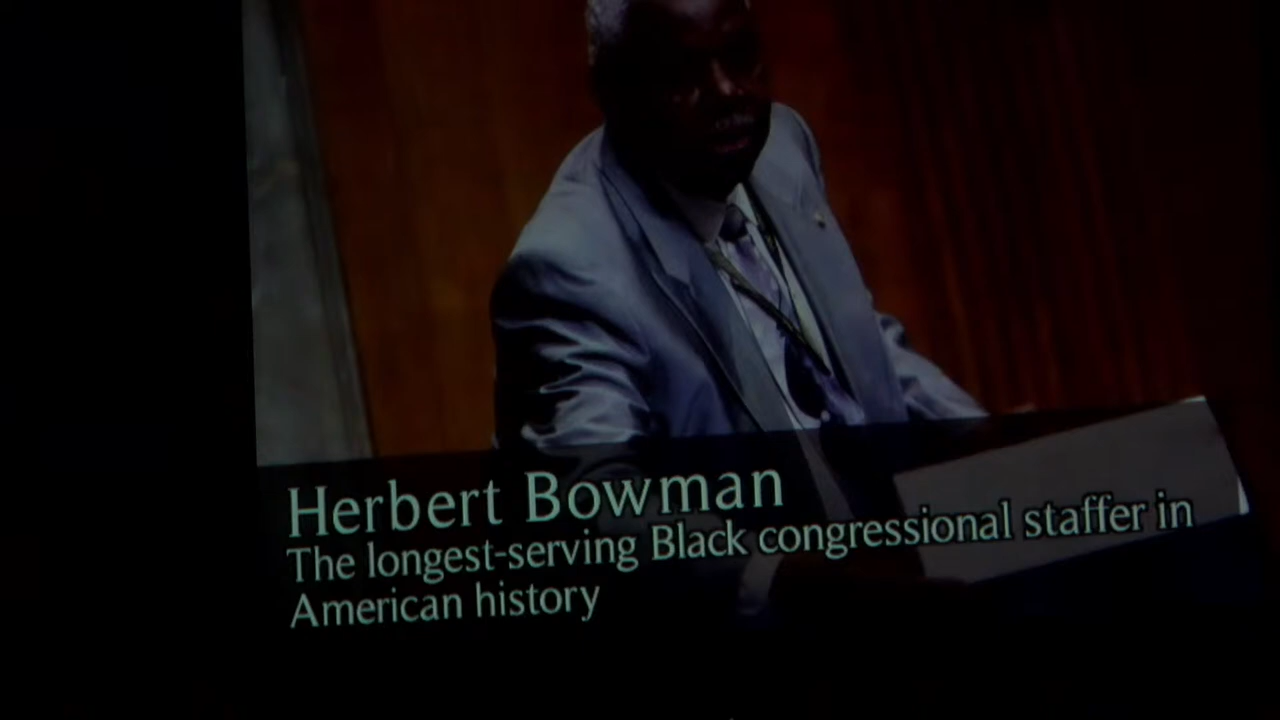 Herbert Bowman
The longest-serving Black congressional staffer in
American history